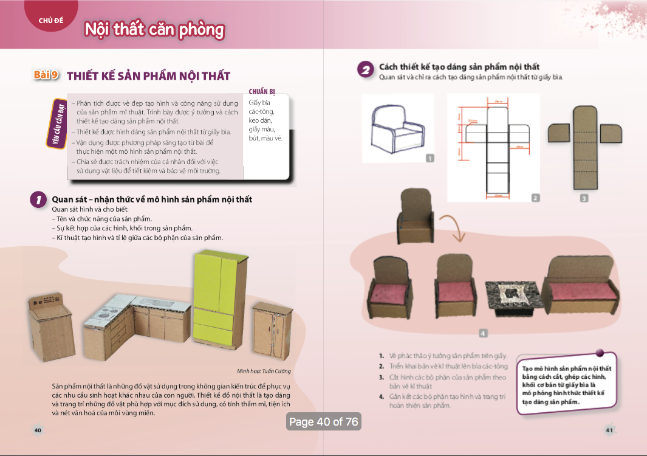 CHỦ ĐỀ
Nội thất căn phòng
Bài 9 THIẾT KẾ SẢN PHẨM NỘI THẤT
YÊU CẦU CẦN ĐẠT
– Phân tích được vẻ đẹp tạo hình và công năng sử dụng
của sản phẩm mĩ thuật. Trình bày được ý tưởng và cách
thiết kế tạo dáng sản phẩm nội thất.
– Thiết kế được hình dáng sản phẩm nội thất từ giấy bìa.
– Vận dụng được phương pháp sáng tạo từ bài để
thực hiện một mô hình sản phẩm nội thất.
– Chia sẻ được trách nhiệm của cá nhân đối với việc
sử dụng vật liệu để tiết kiệm và bảo vệ môi trường.
CHUẨN BỊ
Giấy bìa
các-tông,
keo dán,
giấy màu,
bút, màu vẽ.
1 Quan sát – nhận thức về mô hình sản phẩm nội thất
Quan sát hình và cho biết:
– Tên và chức năng của sản phẩm.
– Sự kết hợp của các hình, khối trong sản phẩm.
– Kĩ thuật tạo hình và tỉ lệ giữa các bộ phận của sản phẩm.
Minh hoạ: Tuấn Cường
Sản phẩm nội thất là những đồ vật sử dụng trong không gian kiến trúc để phục vụ
các nhu cầu sinh hoạt khác nhau của con người. Thiết kế đồ nội thất là tạo dáng
và trang trí những đồ vật phù hợp với mục đích sử dụng, có tính thẩm mĩ, tiện ích
và nét văn hoá của mỗi vùng miền.
40
Page 40 of 76
2 Cách thiết kế tạo dáng sản phẩm nội thất
Quan sát và chỉ ra cách tạo dáng sản phẩm nội thất từ giấy bìa.
1
2
3
4
1. Vẽ phác thảo ý tưởng sản phẩm trên giấy.
2. Triển khai bản vẽ kĩ thuật lên bìa các-tông.
3. Cắt hình các bộ phận của sản phẩm theo
bản vẽ kĩ thuật.
4. Gắn kết các bộ phận tạo hình và trang trí
hoàn thiện sản phẩm.
Tạo mô hình sản phẩm nội thất
bằng cách cắt, ghép các hình,
khối cơ bản từ giấy bìa là
mô phỏng hình thức thiết kế
tạo dáng sản phẩm.
41